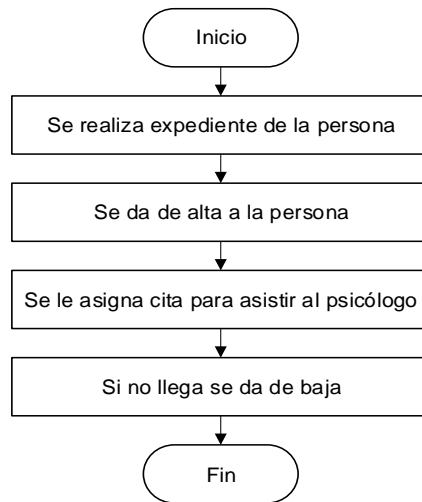 Inicio
Se realiza expediente de la persona
Se da de alta a la persona
Se le asigna cita para asistir al psicólogo
Si no llega se da de baja
Fin